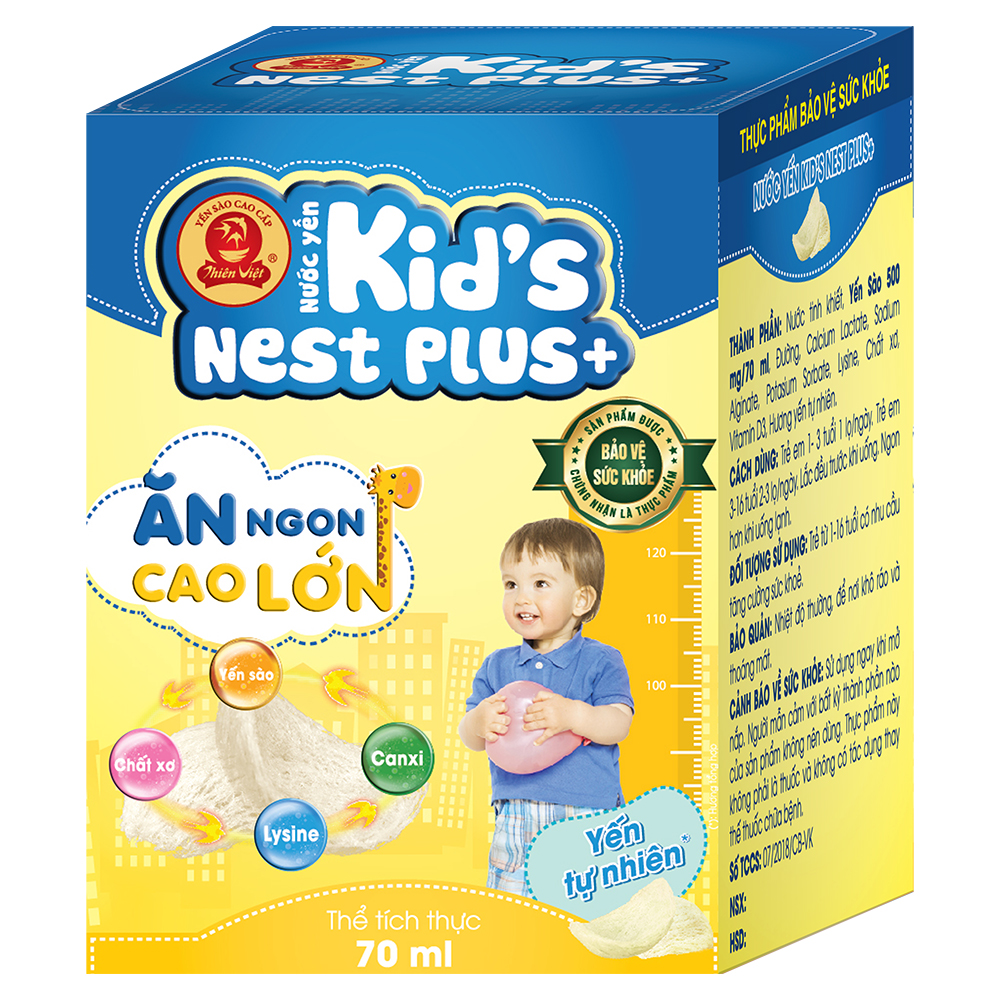 Nước yến
Kid's
Nest Plus+
YẾN SÀO CAO CẤP
Thiên Việt
®
Nước yến
Kid's
Nest Plus+
ĂN NGON
CAO LỚN
SẢN PHẨM ĐƯỢC
BẢO VỆ
SỨC KHỎE
CHỨNG NHẬN LÀ THỰC PHẨM
120
110
100
Yến sào
Chất xơ
Canxi
Lysine
Yến
tự nhiên*
(*): Hương tổng hợp
Thể tích thực
70 ml
THỰC PHẨM BẢO VỆ SỨC KHỎE
NƯỚC YẾN KID'S NEST PLUS+
THÀNH PHẦN: Nước tinh khiết, Yến Sào 500
mg/70 ml, Đường, Calcium Lactate, Sodium
Alginate, Potasium Sorbate, Lysine, Chất xơ,
Vitamin D3, Hương yến tự nhiên.
CÁCH DÙNG: Trẻ em 1- 3 tuổi 1 lọ/ngày. Trẻ em
3-16 tuổi 2-3 lọ/ngày. Lắc đều trước khi uống. Ngon
hơn khi uống lạnh.
ĐỐI TƯỢNG SỬ DỤNG: Trẻ từ 1-16 tuổi có nhu cầu
tăng cường sức khoẻ.
BẢO QUẢN: Nhiệt độ thường, để nơi khô ráo và
thoáng mát.
CẢNH BÁO VỀ SỨC KHỎE: Sử dụng ngay khi mở
nắp. Người mẫn cảm với bất kỳ thành phần nào
của sản phẩm không nên dùng. Thực phẩm này
không phải là thuốc và không có tác dụng thay
thế thuốc chữa bệnh.
Số TCCS: 07/2018/CB-VK
NSX:
HSD: